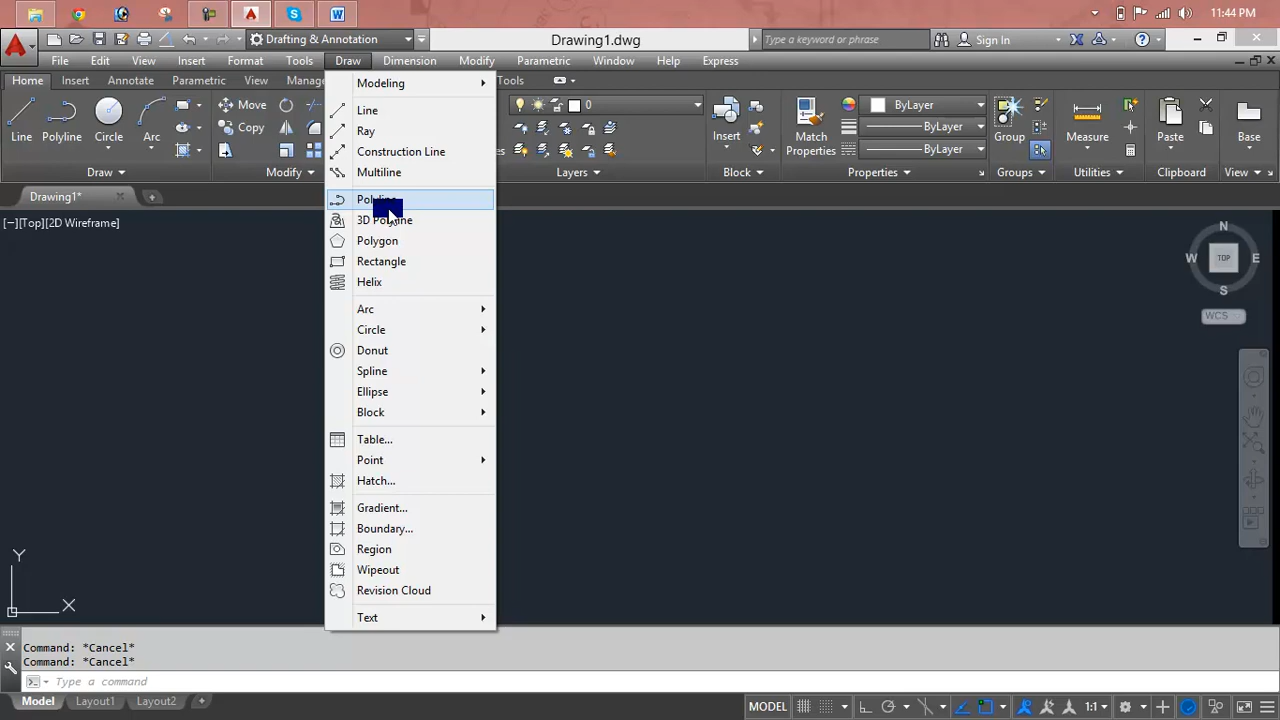 11:44 PM
Drafting & Annotation
Drawing1.dwg
Type a keyword or phrase
Sign In
File Edit View Insert Format Tools Draw Dimension Modify Parametric Window Help Express
Home Insert Annotate Parametric View Manage Tools
Line Polyline Circle Arc
Move
Copy
Draw
Modify
0
Layers
Insert
Block
Match Properties
ByLayer
ByLayer
ByLayer
Properties
Group
Groups
Measure
Utilities
Paste
Clipboard
Base
View
Drawing1*
[−][Top][2D Wireframe]
Modeling
Line
Ray
Construction Line
Multiline
Polyline
3D Polyline
Polygon
Rectangle
Helix
Arc
Circle
Donut
Spline
Ellipse
Block
Table...
Point
Hatch...
Gradient...
Boundary...
Region
Wipeout
Revision Cloud
Text
N
W TOP E
S
WCS
Y
X
Command: *Cancel*
Command: *Cancel*
Type a command
Model Layout1 Layout2
MODEL
1:1